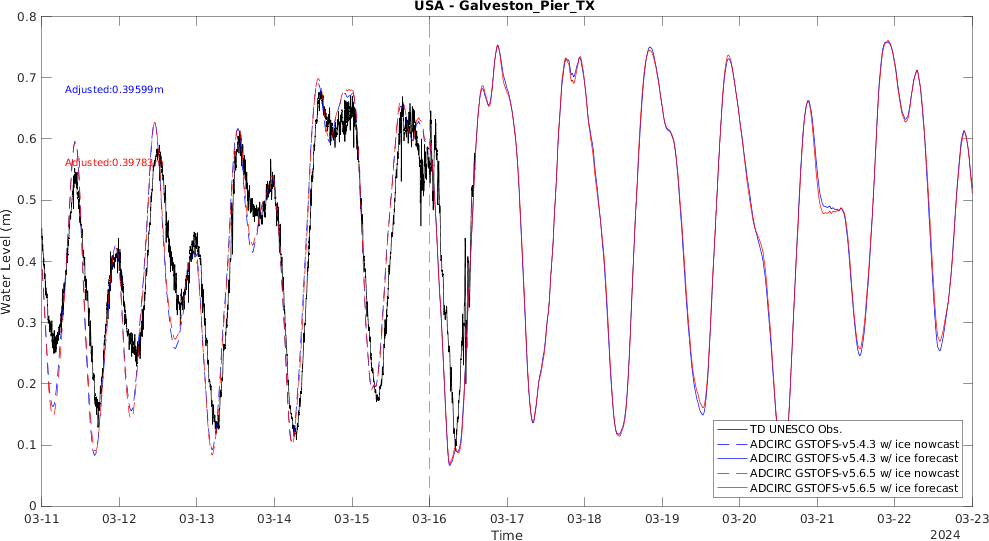 USA - Galveston_Pier_TX
0.8
0.7
0.6
0.5
0.4
0.3
0.2
0.1
0
Water Level (m)
Adjusted:0.39599m
Adjusted:0.39783m
TD UNESCO Obs.
ADCIRC GSTOFS-v5.4.3 w/ ice nowcast
ADCIRC GSTOFS-v5.4.3 w/ ice forecast
ADCIRC GSTOFS-v5.6.5 w/ ice nowcast
ADCIRC GSTOFS-v5.6.5 w/ ice forecast
03-11 03-12 03-13 03-14 03-15 03-16 03-17 03-18 03-19 03-20 03-21 03-22 03-23
Time
2024